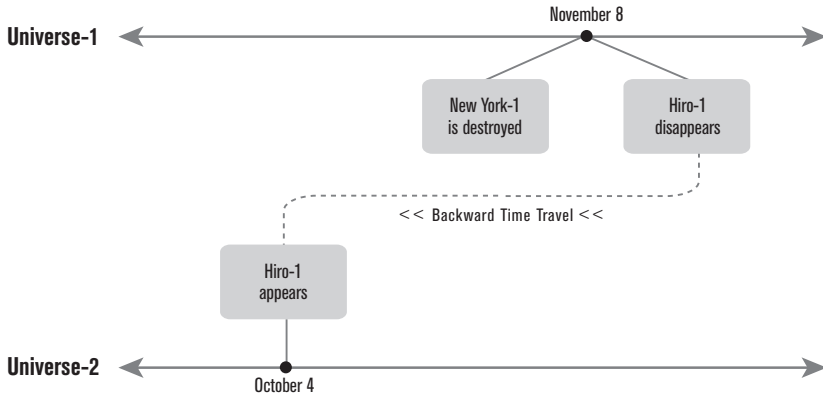 November 8
Universe-1
New York-1
is destroyed
Hiro-1
disappears
<< Backward Time Travel <<
Hiro-1
appears
Universe-2
October 4